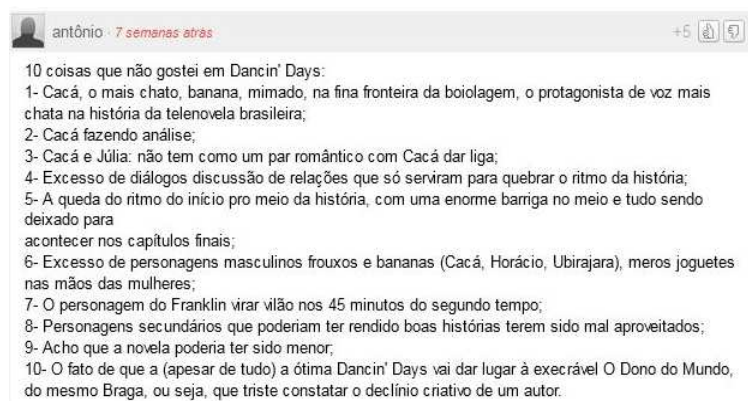 antônio · 7 semanas atrás
+5
10 coisas que não gostei em Dancin' Days:
1- Cacá, o mais chato, banana, mimado, na fina fronteira da boiolagem, o protagonista de voz mais
chata na história da telenovela brasileira;
2- Cacá fazendo análise;
3- Cacá e Júlia: não tem como um par romântico com Cacá dar liga;
4- Excesso de diálogos discussão de relações que só serviram para quebrar o ritmo da história;
5- A queda do ritmo do início pro meio da história, com uma enorme barriga no meio e tudo sendo
deixado para
acontecer nos capítulos finais;
6- Excesso de personagens masculinos frouxos e bananas (Cacá, Horácio, Ubirajara), meros joguetes
nas mãos das mulheres;
7- O personagem do Franklin virar vilão nos 45 minutos do segundo tempo;
8- Personagens secundários que poderiam ter rendido boas histórias terem sido mal aproveitados;
9- Acho que a novela poderia ter sido menor;
10- O fato de que a (apesar de tudo) a ótima Dancin' Days vai dar lugar à execrável O Dono do Mundo,
do mesmo Braga, ou seja, que triste constatar o declínio criativo de um autor.